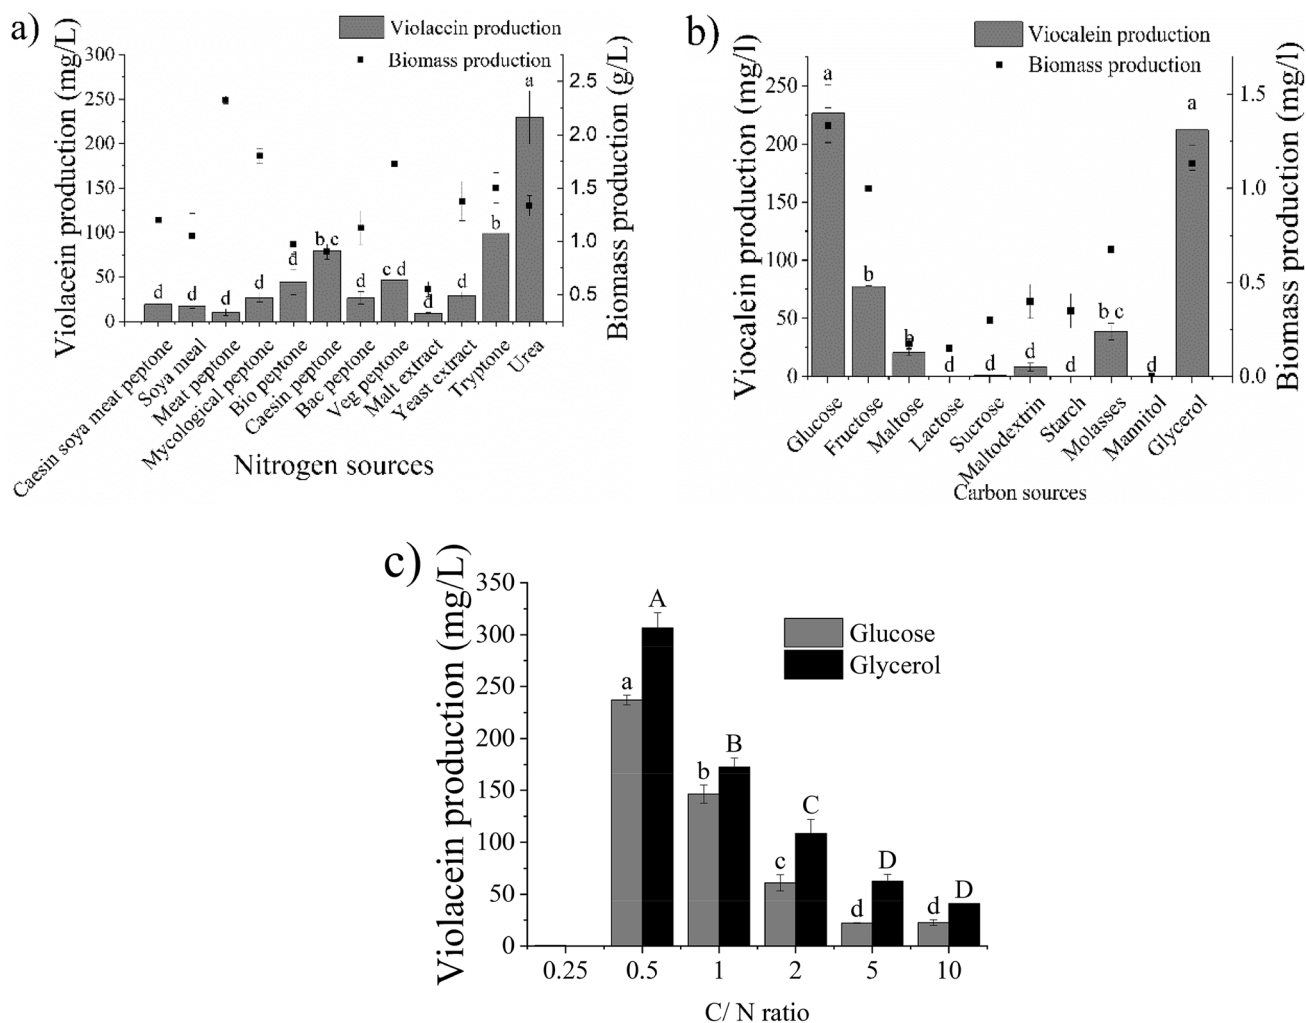 a)
Violaccin production
Biomass production
Violacein production (mg/L)
300
250
200
150
100
50
0
d
d
d
d
d
b c
d
c d
d
d
b
a
2.5
2.0
1.5
1.0
0.5
Biomass production (g/L)
Caesin soya meat peptone
Soya meal
Meat peptone
Mycological peptone
Bio peptone
Caesin peptone
Bac peptone
Veg peptone
Malt extract
Yeast extract
Tryptone
Urea
Nitrogen sources
b)
Viocalein production
Biomass production
Viocalein production (mg/l)
250
200
150
100
50
0
a
b
b
d
d
d
d
b c
d
a
1.5
1.0
0.5
0.0
Biomass production (mg/l)
Glucose
Fructose
Maltose
Lactose
Sucrose
Maltodextrin
Starch
Molasses
Mannitol
Glycerol
Carbon sources
c)
Violacein production (mg/L)
350
300
250
200
150
100
50
0
Glucose
Glycerol
a
A
b
B
c
C
d
D
d
D
0.25
0.5
1
2
5
10
C/ N ratio